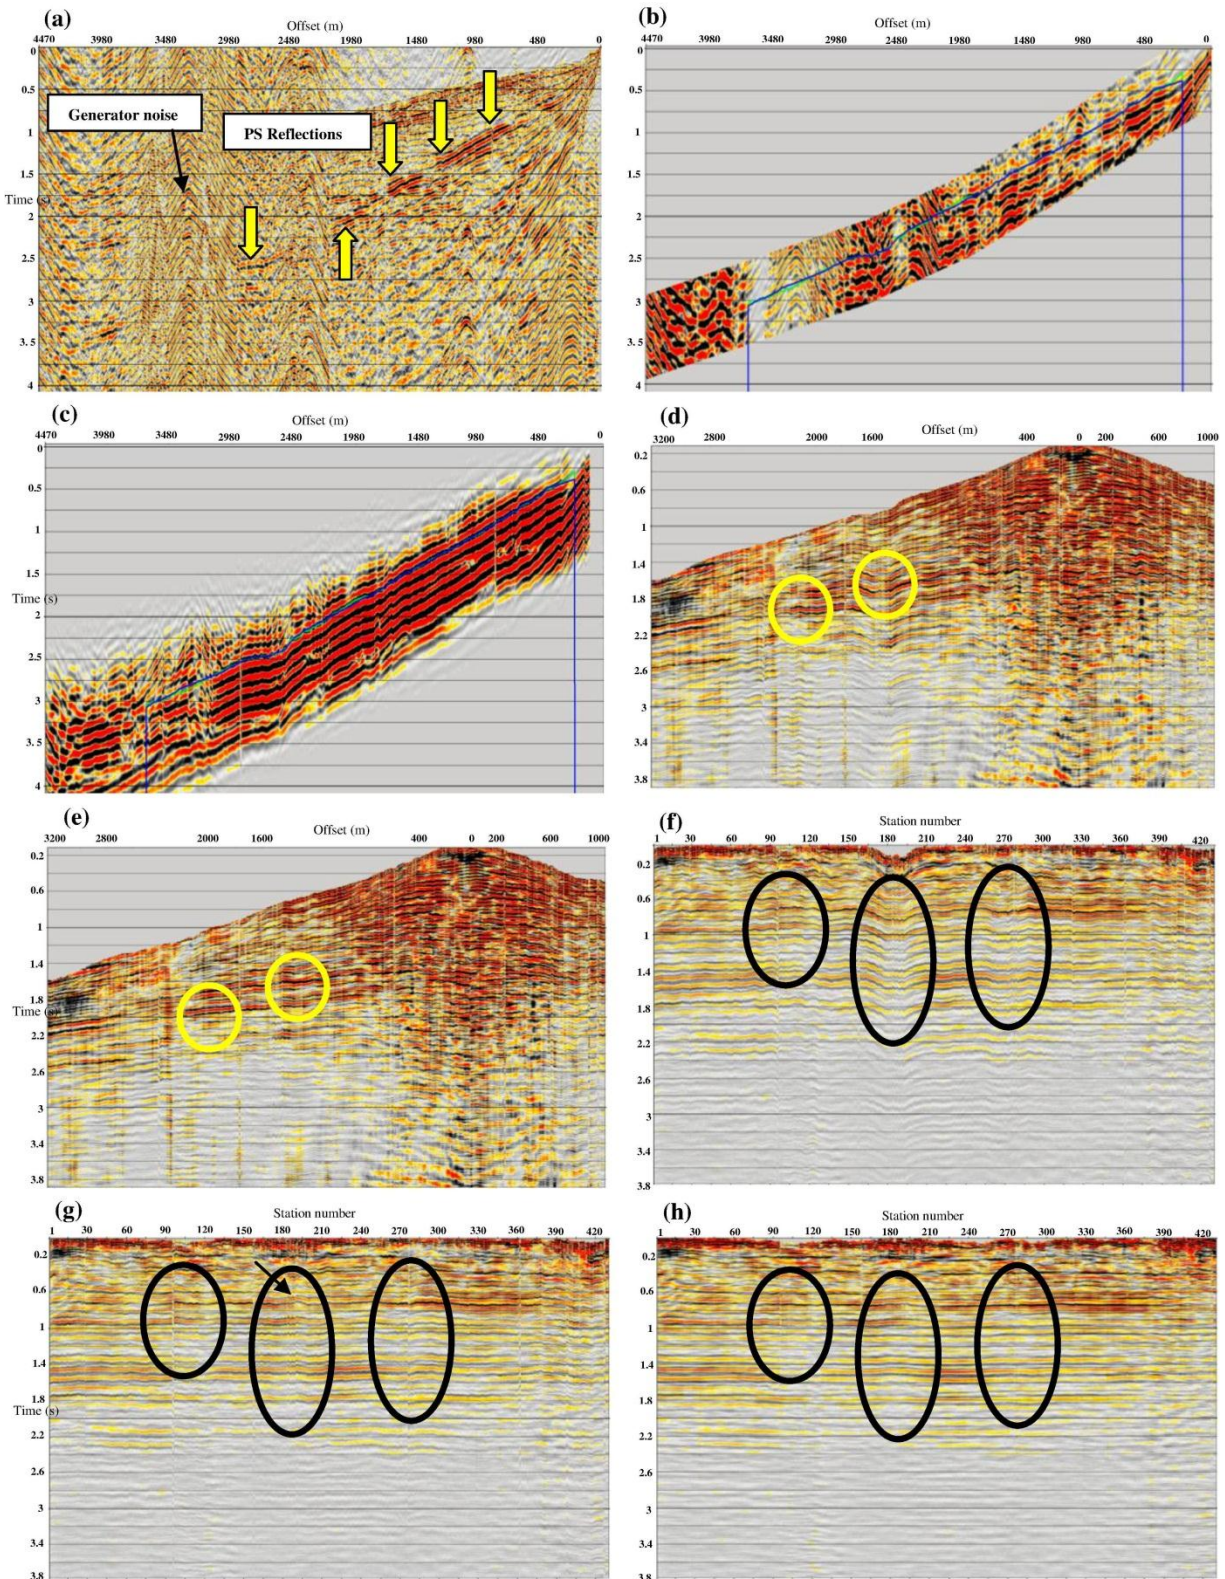 (a)
Offset (m)
4470 3980 3480 2980 2480 1980 1480 980 480 0
0
0.5
1
1.5
Time (s)
2
2.5
3
3. 5
4
Generator noise
PS Reflections
(b)
Offset (m)
4470 3980 3480 2980 2480 1980 1480 980 480 0
0
0.5
1
1.5
2
2.5
3
3. 5
4
(c)
Offset (m)
4470 3980 3480 2980 2480 1980 1480 980 480 0
0
0.5
1
1.5
Time (s)
2
2.5
3
3. 5
4
(d)
Offset (m)
3200 2800 2000 1600 400 0 200 600 1000
0.2
0.6
1
1.4
1.8
2.2
2.6
3
3.4
3.8
(e)
Offset (m)
3200 2800 2000 1600 400 0 200 600 1000
0.2
0.6
1
1.4
1.8
Time (s)
2.2
2.6
3
3.4
3.8
(f)
Station number
1 30 60 90 120 150 180 210 240 270 300 330 360 390 420
0.2
0.6
1
1.4
1.8
2.2
2.6
3
3.4
3.8
(g)
Station number
1 30 60 90 120 150 180 210 240 270 300 330 360 390 420
0.2
0.6
1
1.4
1.8
Time (s)
2.2
2.6
3
3.4
3.8
(h)
Station number
1 30 60 90 120 150 180 210 240 270 300 330 360 390 420
0.2
0.6
1
1.4
1.8
2.2
2.6
3
3.4
3.8